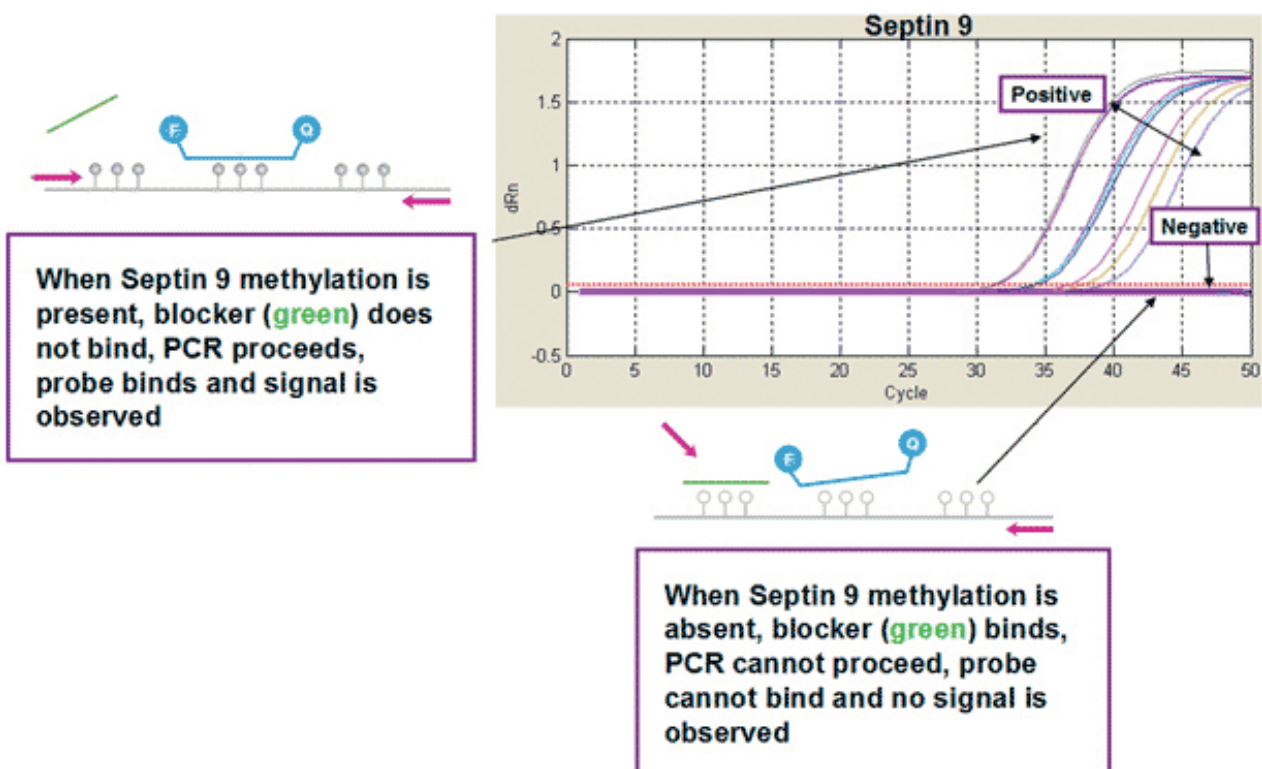 Septin 9
2
1.5
1
0.5
0
-0.5
dRn
0 5 10 15 20 25 30 35 40 45 50
Cycle
Positive
Negative
F Q
When Septin 9 methylation is
present, blocker (green) does
not bind, PCR proceeds,
probe binds and signal is
observed
F Q
When Septin 9 methylation is
absent, blocker (green) binds,
PCR cannot proceed, probe
cannot bind and no signal is
observed